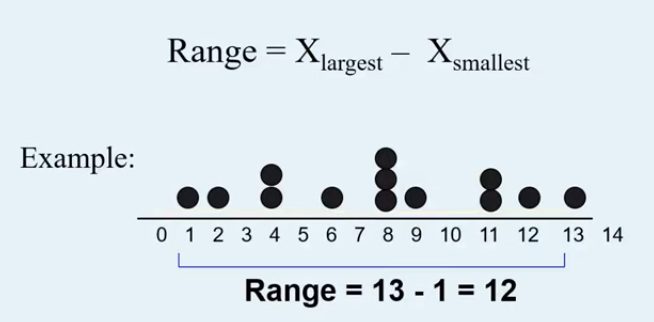 Range = X_largest − X_smallest
Example:
0 1 2 3 4 5 6 7 8 9 10 11 12 13 14
Range = 13 - 1 = 12